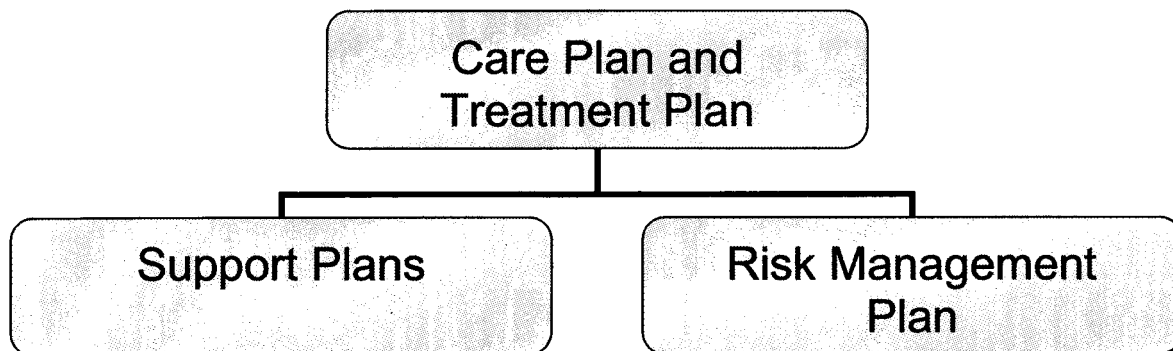 Care Plan and
Treatment Plan
Support Plans
Risk Management
Plan